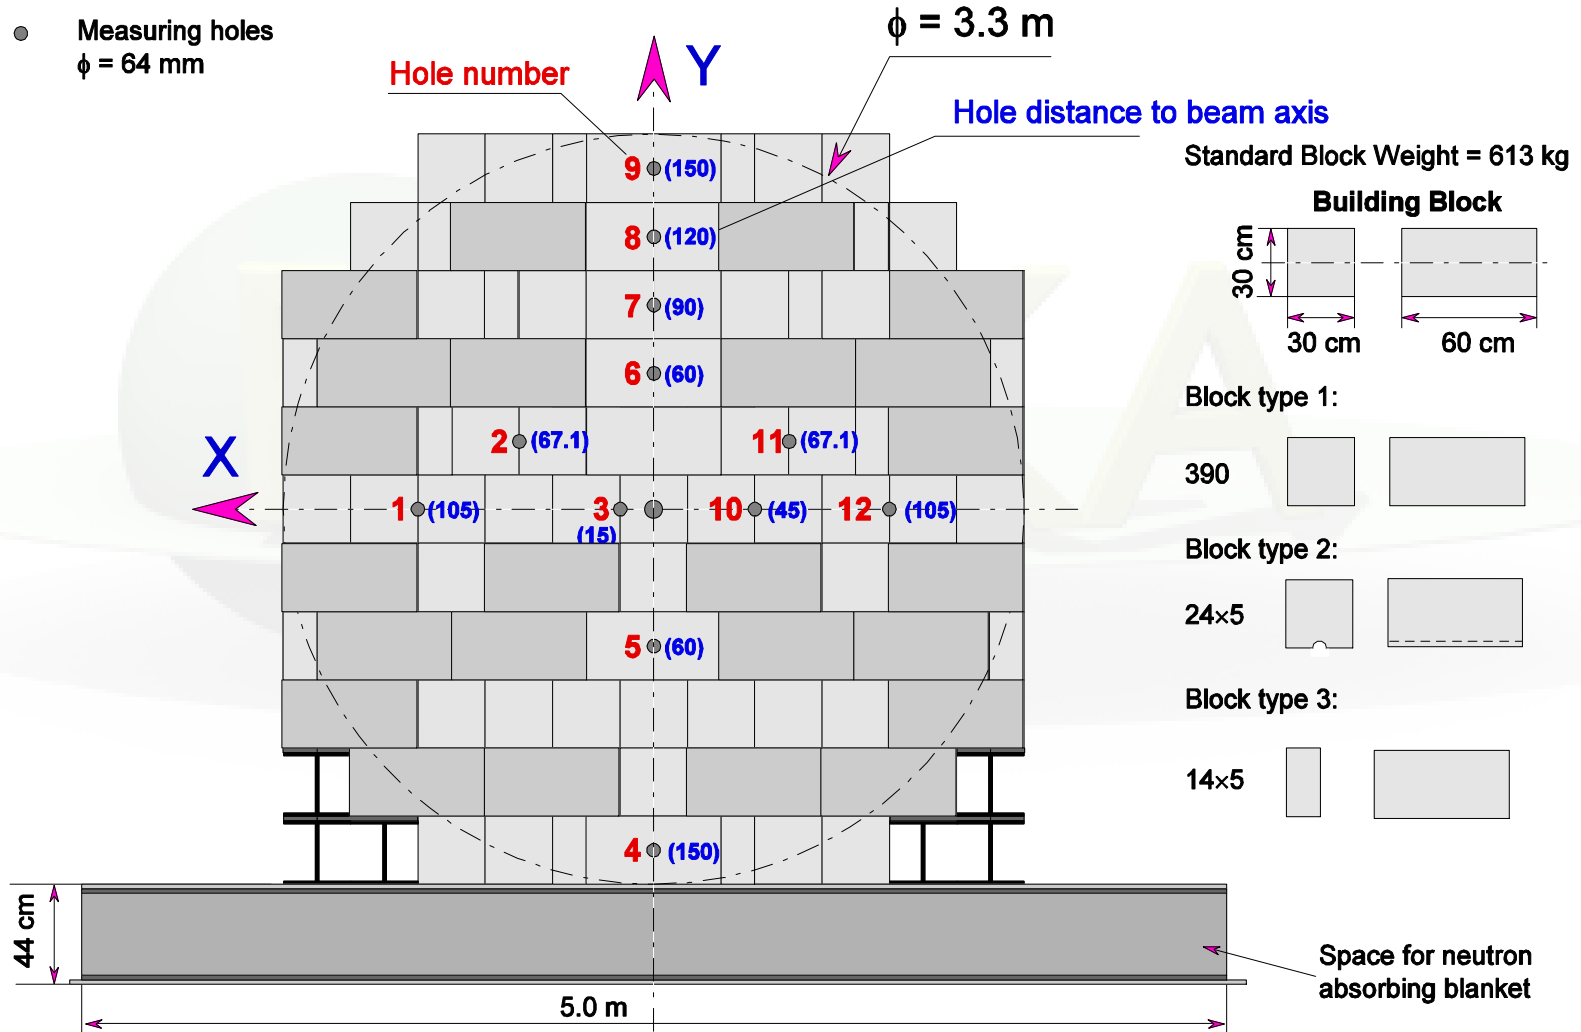 Measuring holes
ϕ = 64 mm
Hole number
Y
ϕ = 3.3 m
Hole distance to beam axis
Standard Block Weight = 613 kg
Building Block
30 cm
30 cm
60 cm
9 (150)
8 (120)
7 (90)
6 (60)
2 (67.1)
11 (67.1)
X
1 (105)
3
(15)
10 (45)
12 (105)
5 (60)
4 (150)
Block type 1:
390
Block type 2:
24×5
Block type 3:
14×5
44 cm
5.0 m
Space for neutron
absorbing blanket